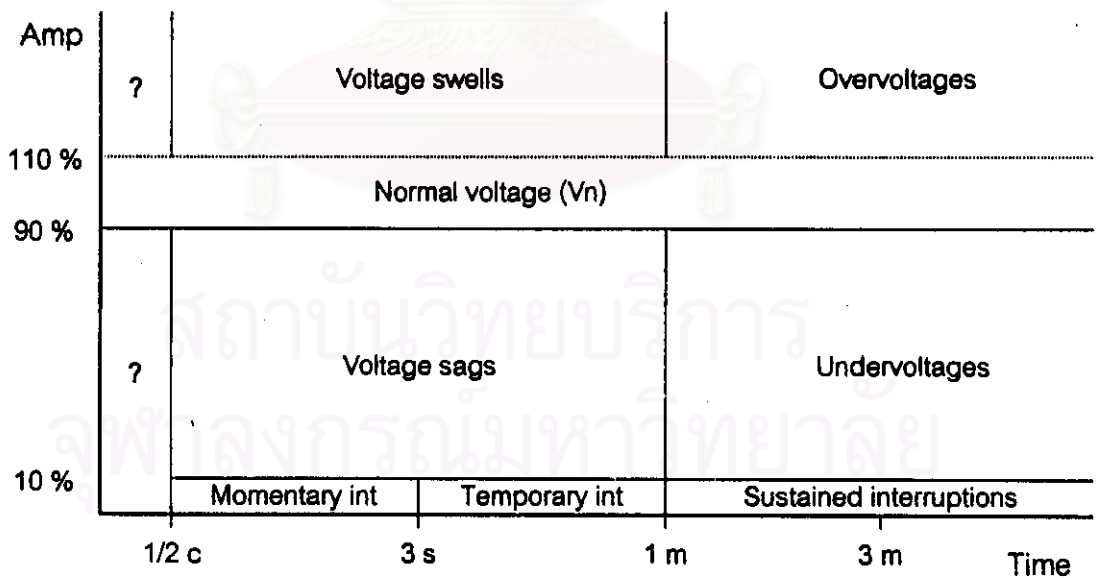 Amp
? Voltage swells Overvoltages
110 %
Normal voltage (Vn)
90 %
สถาบันวิทยบริการ
? Voltage sags Undervoltages
จุฬาลงกรณ์มหาวิทยาลัย
10 %
Momentary int Temporary int Sustained interruptions
1/2 c 3 s 1 m 3 m Time